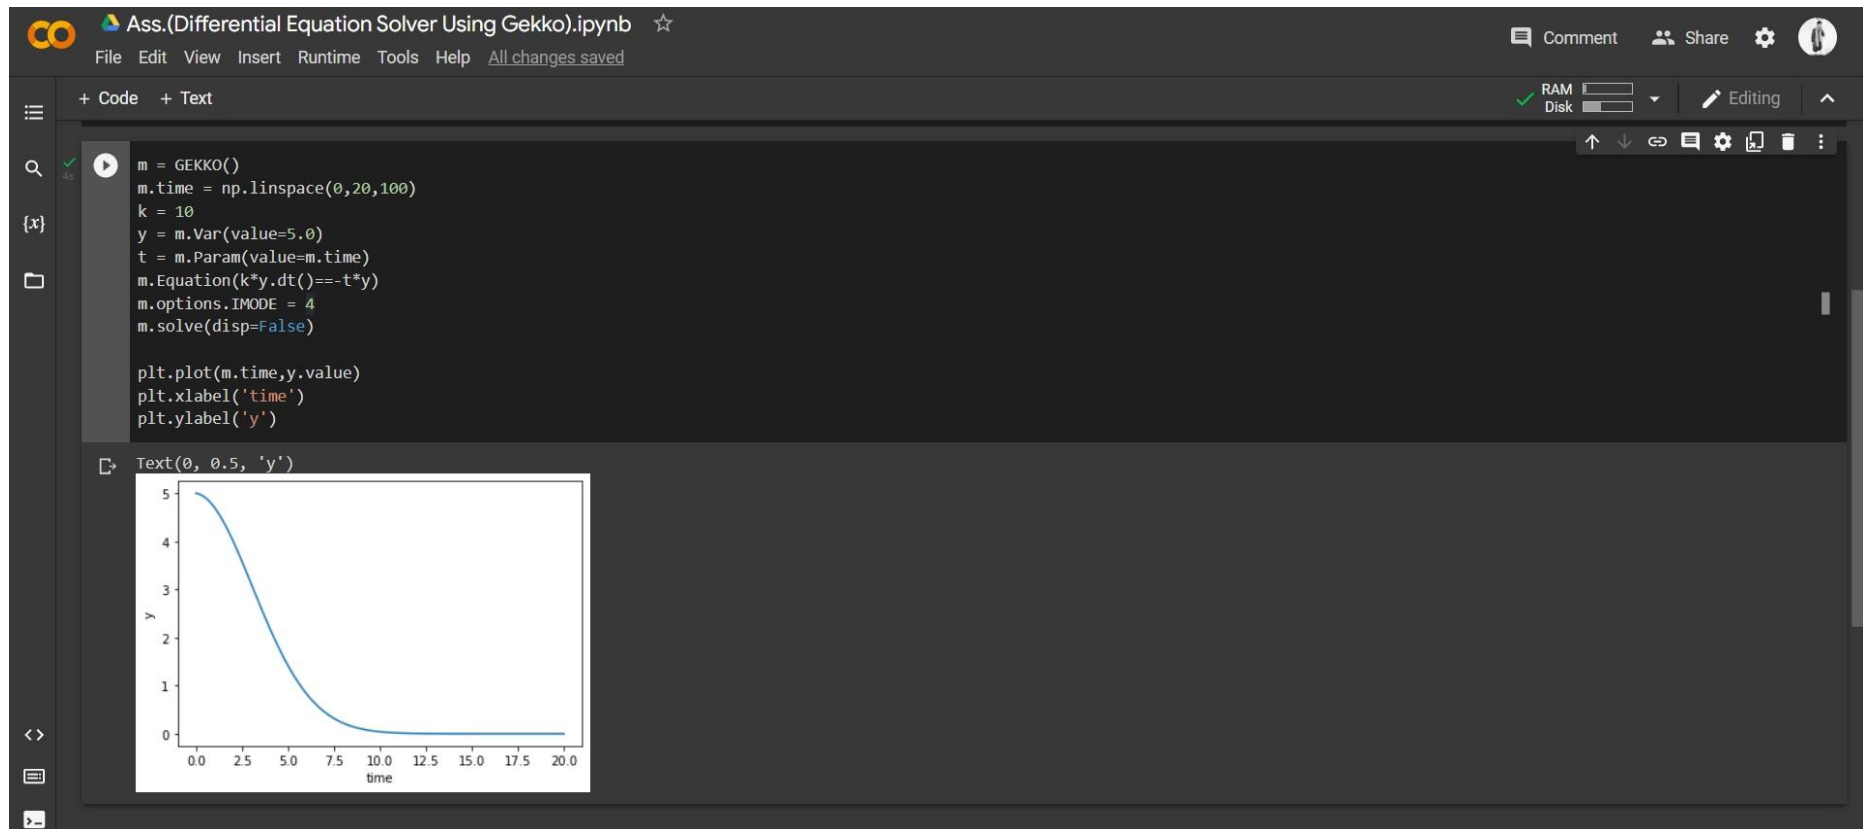 Ass.(Differential Equation Solver Using Gekko).ipynb
File Edit View Insert Runtime Tools Help All changes saved
Comment Share
+ Code + Text
RAM
Disk
Editing
{x}
4s
m = GEKKO()
m.time = np.linspace(0,20,100)
k = 10
y = m.Var(value=5.0)
t = m.Param(value=m.time)
m.Equation(k*y.dt()==-t*y)
m.options.IMODE = 4
m.solve(disp=False)
plt.plot(m.time,y.value)
plt.xlabel('time')
plt.ylabel('y')
Text(0, 0.5, 'y')
5
4
3
y
2
1
0
0.0 2.5 5.0 7.5 10.0 12.5 15.0 17.5 20.0
time